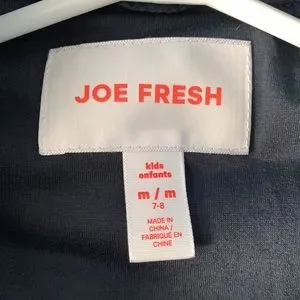 JOE FRESH
kids
enfants
m / m
7-8
MADE IN
CHINA /
FABRIQUÉ EN
CHINE